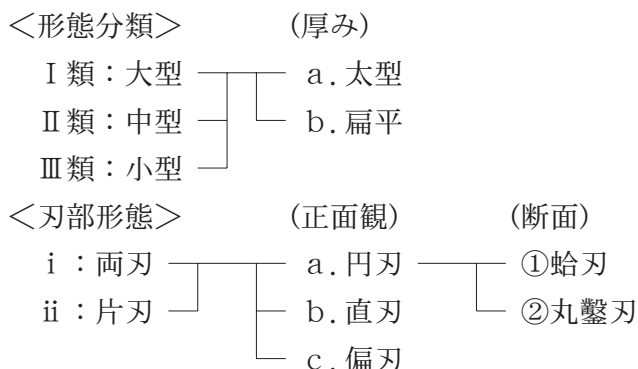 ＜形態分類＞ (厚み)
Ⅰ類：大型 a.太型
Ⅱ類：中型 b.扁平
Ⅲ類：小型
＜刃部形態＞ (正面観) (断面)
ⅰ：両刃 a.円刃 ①蛤刃
ⅱ：片刃 b.直刃 ②丸鑿刃
c.偏刃